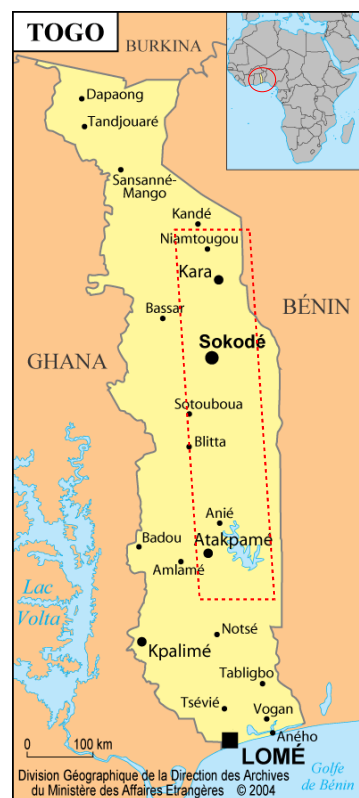 TOGO
BURKINA
Dapaong
Tandjouaré
Sansanné-
Mango
Kandé
Niamtougou
Kara
Bassar
BÉNIN
Sokodé
GHANA
Sotouboua
Blitta
Anié
Badou
Atakpamé
Amlamé
Lac
Volta
Notsé
Kpalimé
Tabligbo
Tsévié
Vogan
Aného
0 100 km
LOMÉ
Golfe
de Bénin
Division Géographique de la Direction des Archives
du Ministère des Affaires Etrangères © 2004